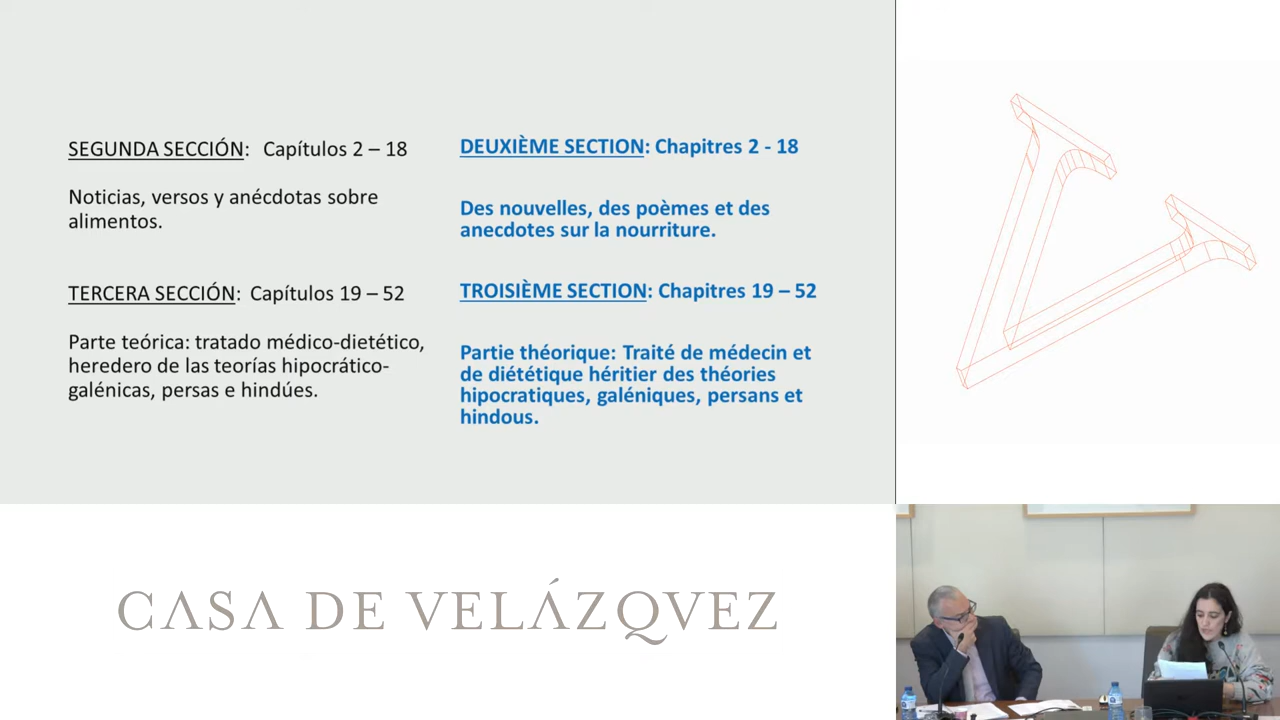 SEGUNDA SECCIÓN: Capítulos 2 – 18
Noticias, versos y anécdotas sobre
alimentos.
TERCERA SECCIÓN: Capítulos 19 – 52
Parte teórica: tratado médico-dietético,
heredero de las teorías hipocrático-
galénicas, persas e hindúes.
DEUXIÈME SECTION: Chapitres 2 - 18
Des nouvelles, des poèmes et des
anecdotes sur la nourriture.
TROISIÈME SECTION: Chapitres 19 – 52
Partie théorique: Traité de médecin et
de diététique héritier des théories
hipocratiques, galéniques, persans et
hindous.
CASA DE VELÁZQVEZ